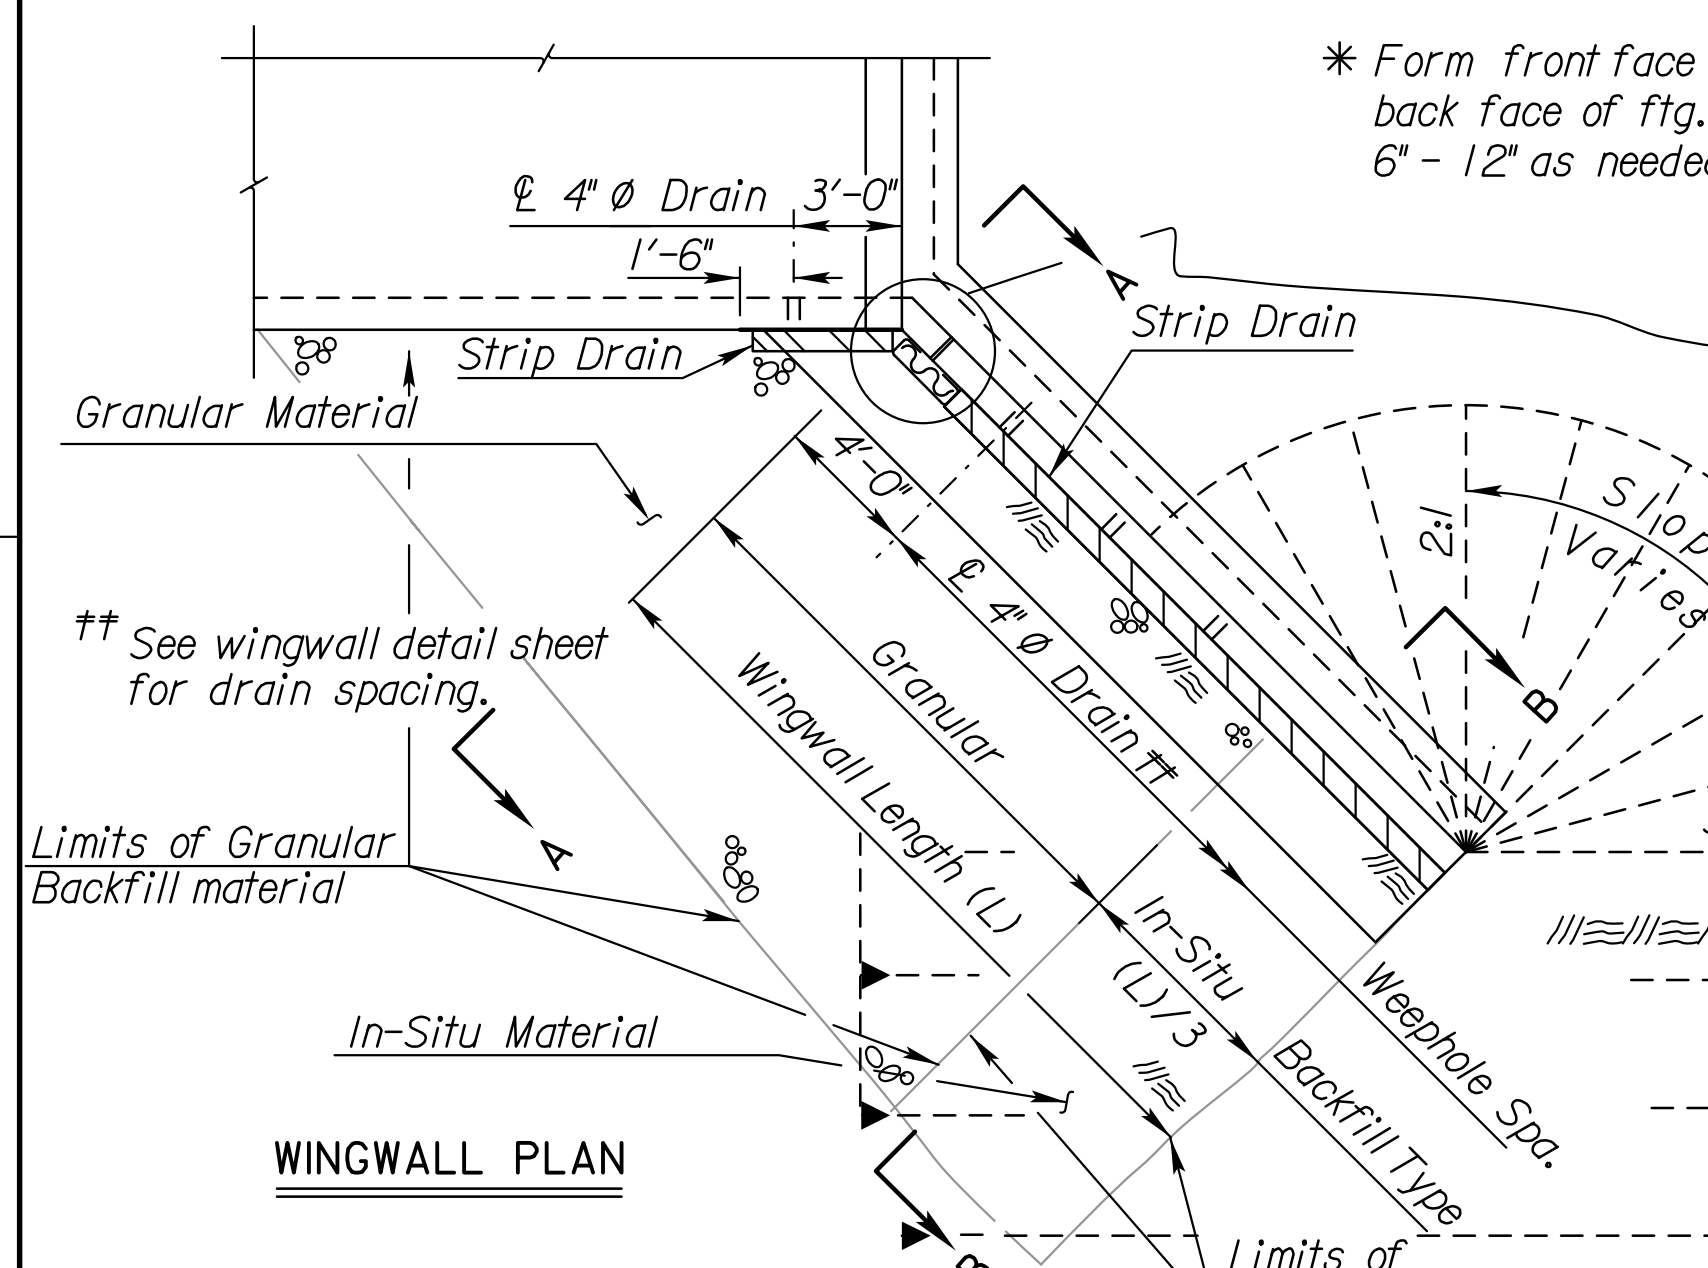 ✳ Form front face
back face of ftg.
6" - 12" as needed
℄ 4" Ø Drain 3'-0"
1'-6"
A
Strip Drain
Strip Drain
Granular Material
4'-0"
2:1
Slop
Varies
‡‡ See wingwall detail sheet
for drain spacing.
℄ 4" Ø Drain ‡‡
Granular
Wingwall Length (L)
B
A
Limits of Granular
Backfill material
In-Situ
(L)/3
Weephole Spa.
In-Situ Material
Backfill Type
WINGWALL PLAN
B
Limits of